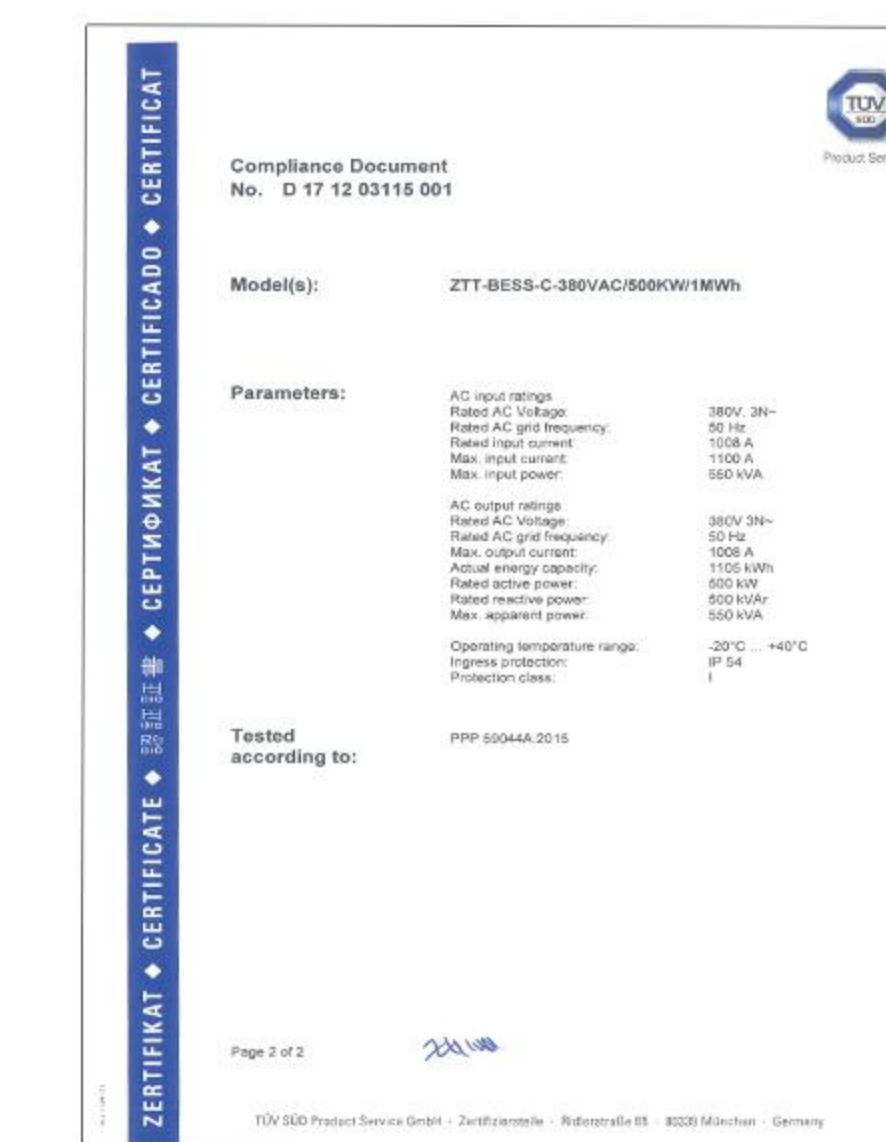 ZERTIFIKAT ◆ CERTIFICATE ◆ 認証証書 ◆ СЕРТИФИКАТ ◆ CERTIFICADO ◆ CERTIFICAT
TÜV
SÜD
Product Ser
Compliance Document
No. D 17 12 03115 001
Model(s): ZTT-BESS-C-380VAC/500KW/1MWh
Parameters: AC input ratings
Rated AC Voltage: 380V, 3N~
Rated AC grid frequency: 50 Hz
Rated input current: 1008 A
Max. input current: 1100 A
Max. input power: 550 kVA
AC output ratings
Rated AC Voltage: 380V 3N~
Rated AC grid frequency: 50 Hz
Max. output current: 1008 A
Actual energy capacity: 1105 kWh
Rated active power: 500 kW
Rated reactive power: 500 kVAr
Max. apparent power: 550 kVA
Operating temperature range: -20°C ... +40°C
Ingress protection: IP 54
Protection class: I
Tested
according to: PPP 59044A:2015
Page 2 of 2
TÜV SÜD Product Service GmbH · Zertifizierstelle · Ridlerstraße 65 · 80339 München · Germany